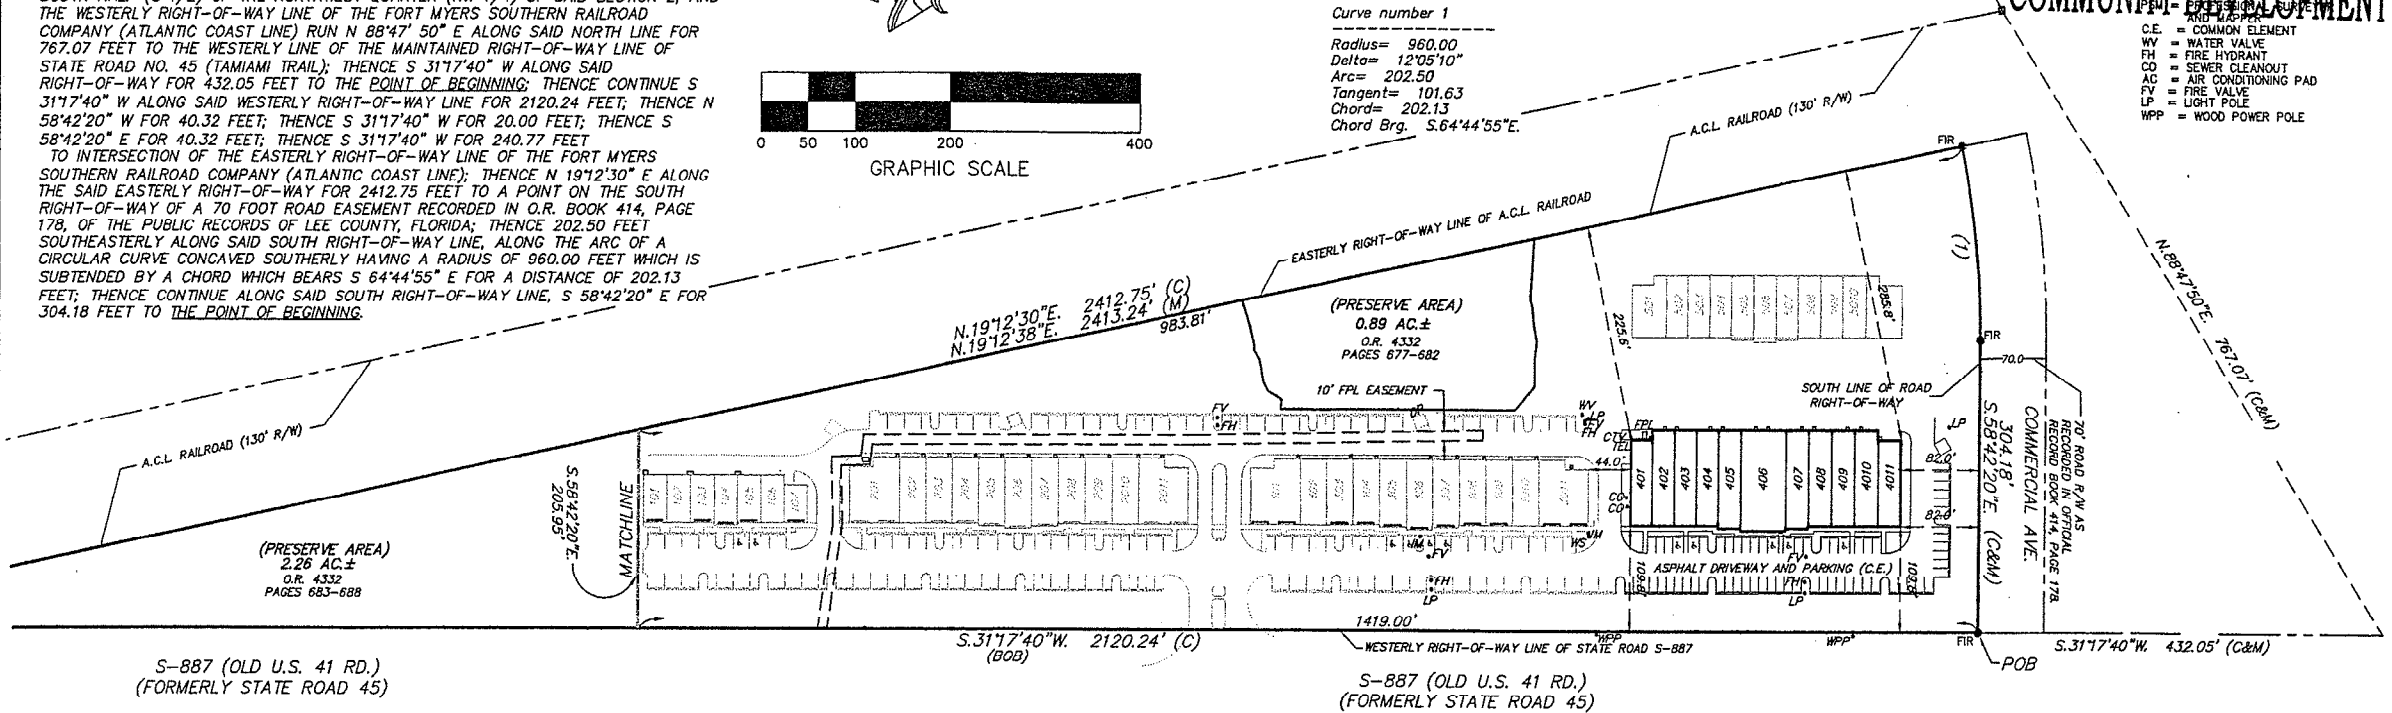 THE WESTERLY RIGHT-OF-WAY LINE OF THE FORT MYERS SOUTHERN RAILROAD
COMPANY (ATLANTIC COAST LINE) RUN N 88°47' 50" E ALONG SAID NORTH LINE FOR
767.07 FEET TO THE WESTERLY LINE OF THE MAINTAINED RIGHT-OF-WAY LINE OF
STATE ROAD NO. 45 (TAMIAMI TRAIL); THENCE S 31°17'40" W ALONG SAID
RIGHT-OF-WAY FOR 432.05 FEET TO THE POINT OF BEGINNING; THENCE CONTINUE S
31°17'40" W ALONG SAID WESTERLY RIGHT-OF-WAY LINE FOR 2120.24 FEET; THENCE N
58°42'20" W FOR 40.32 FEET; THENCE S 31°17'40" W FOR 20.00 FEET; THENCE S
58°42'20" E FOR 40.32 FEET; THENCE S 31°17'40" W FOR 240.77 FEET
TO INTERSECTION OF THE EASTERLY RIGHT-OF-WAY LINE OF THE FORT MYERS
SOUTHERN RAILROAD COMPANY (ATLANTIC COAST LINE); THENCE N 19°12'30" E ALONG
THE SAID EASTERLY RIGHT-OF-WAY FOR 2412.75 FEET TO A POINT ON THE SOUTH
RIGHT-OF-WAY OF A 70 FOOT ROAD EASEMENT RECORDED IN O.R. BOOK 414, PAGE
178, OF THE PUBLIC RECORDS OF LEE COUNTY, FLORIDA; THENCE 202.50 FEET
SOUTHEASTERLY ALONG SAID SOUTH RIGHT-OF-WAY LINE, ALONG THE ARC OF A
CIRCULAR CURVE CONCAVED SOUTHERLY HAVING A RADIUS OF 960.00 FEET WHICH IS
SUBTENDED BY A CHORD WHICH BEARS S 64°44'55" E FOR A DISTANCE OF 202.13
FEET; THENCE CONTINUE ALONG SAID SOUTH RIGHT-OF-WAY LINE, S 58°42'20" E FOR
304.18 FEET TO THE POINT OF BEGINNING.
0 50 100 200 400
GRAPHIC SCALE
Curve number 1
Radius= 960.00
Delta= 12°05'10"
Arc= 202.50
Tangent= 101.63
Chord= 202.13
Chord Brg. S.64°44'55"E.
COMMUNITY DEVELOPMENT
PSM = PROFESSIONAL SURVEYOR
AND MAPPER
C.E. = COMMON ELEMENT
WV = WATER VALVE
FH = FIRE HYDRANT
CO = SEWER CLEANOUT
AC = AIR CONDITIONING PAD
FV = FIRE VALVE
LP = LIGHT POLE
WPP = WOOD POWER POLE
A.C.L. RAILROAD (130' R/W)
FIR
EASTERLY RIGHT-OF-WAY LINE OF A.C.L. RAILROAD
(1)
N.88°47'50"E. 767.07' (C&M)
N.19°12'30"E. 2412.75' (C)
N.19°12'38"E. 2413.24' (M)
983.81'
(PRESERVE AREA)
0.89 AC.±
O.R. 4332
PAGES 677-682
225.6'
285.8'
FIR
70.0
10' FPL EASEMENT
SOUTH LINE OF ROAD
RIGHT-OF-WAY
A.C.L. RAILROAD (130' R/W)
FV
FH
WV
LP
FV
FH
CTV
TEL
FPL
LP
44.0'
401 402 403 404 405 406 407 408 409 4010 4011
82.0'
82.0'
CO
CO
304.18'
S.58°42'20"E. (C&M)
COMMERCIAL AVE.
70' ROAD R/W AS
RECORDED IN OFFICIAL
RECORD BOOK 414, PAGE 178.
S.58°42'20"E.
205.95'
MATCHLINE
WM
WS
FV
FV
ASPHALT DRIVEWAY AND PARKING (C.E.)
FH
LP
FH
LP
(PRESERVE AREA)
2.26 AC.±
O.R. 4332
PAGES 683-688
1419.00'
S.31°17'40"W. 2120.24' (C)
(BOB)
WPP
WESTERLY RIGHT-OF-WAY LINE OF STATE ROAD S-887
WPP
FIR
POB
S.31°17'40"W. 432.05' (C&M)
S-887 (OLD U.S. 41 RD.)
(FORMERLY STATE ROAD 45)
S-887 (OLD U.S. 41 RD.)
(FORMERLY STATE ROAD 45)